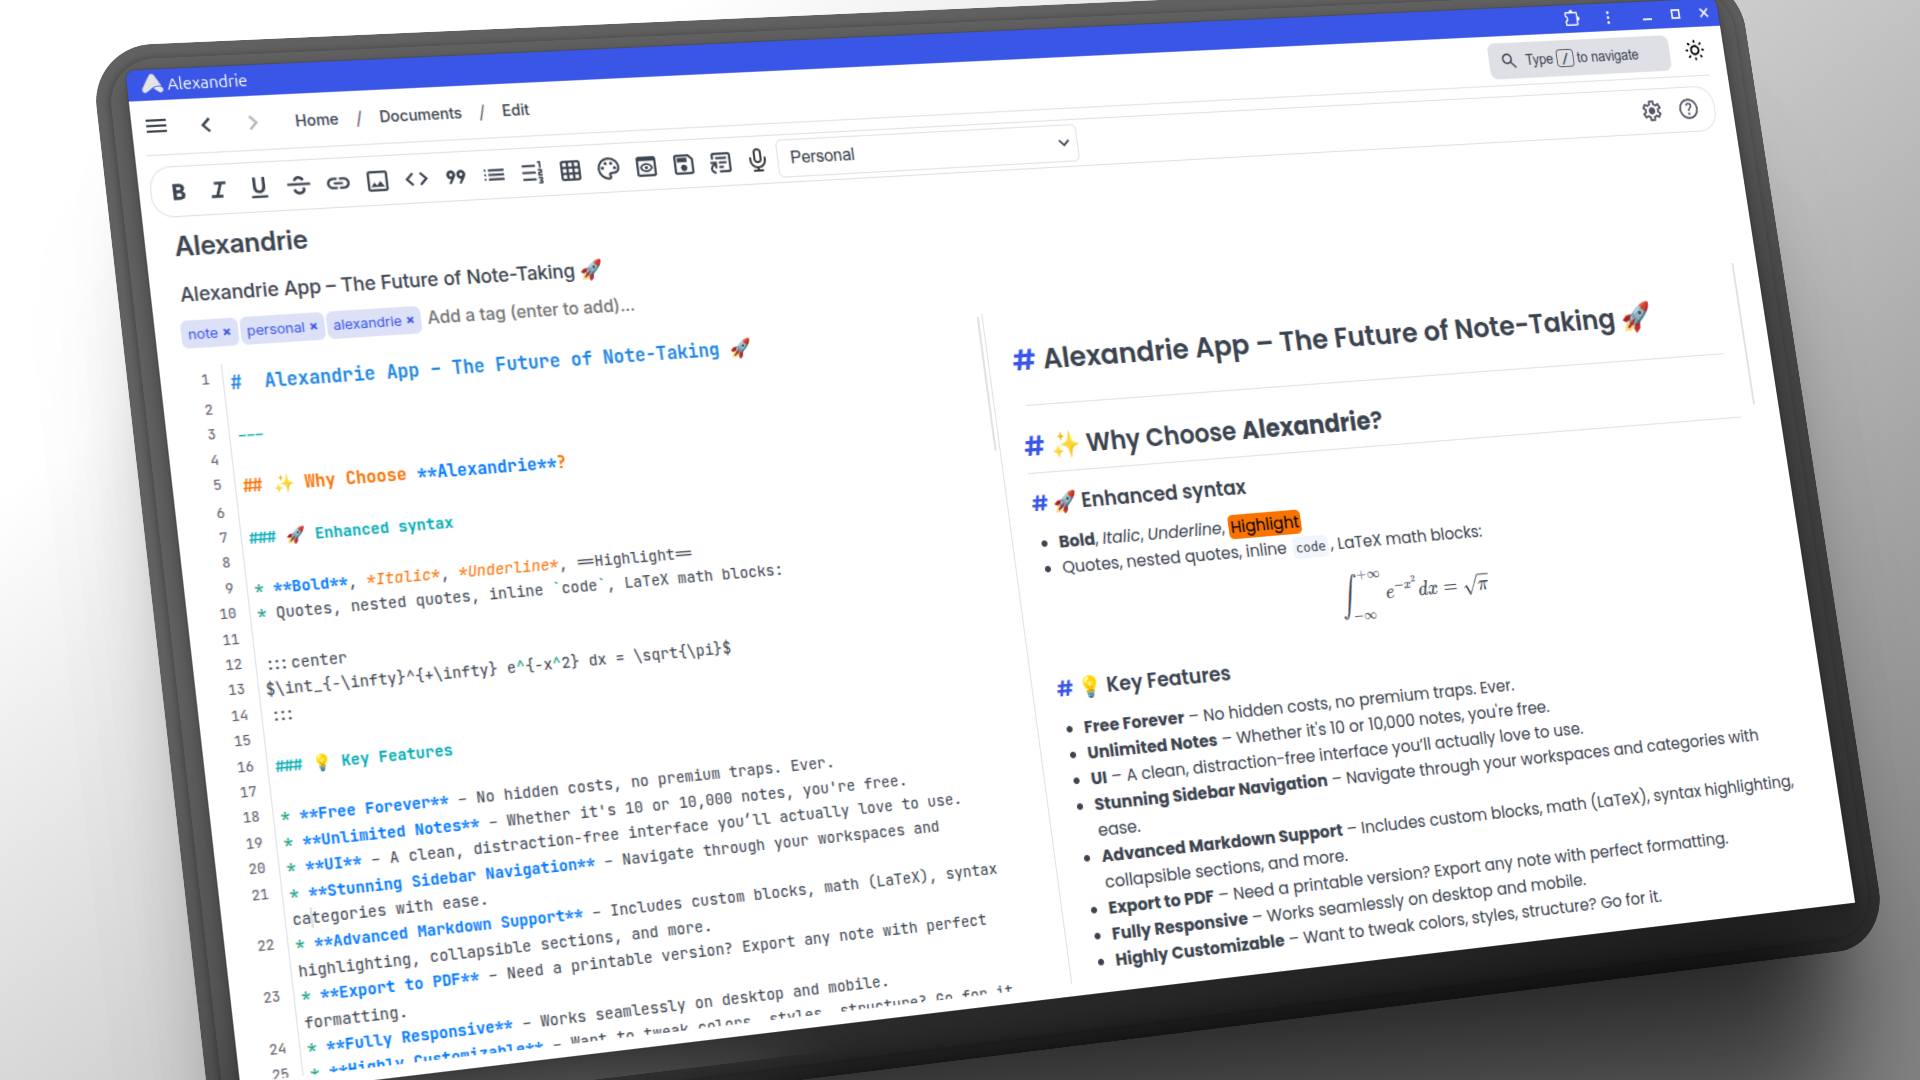 Alexandrie
Home / Documents / Edit
Type / to navigate
B I U
Personal
Alexandrie
Alexandrie App – The Future of Note-Taking 🚀
note × personal × alexandrie × Add a tag (enter to add)...
1 # Alexandrie App – The Future of Note-Taking 🚀
2
3 ---
4
5 ## ✨ Why Choose **Alexandrie**?
6
7 ### 🚀 Enhanced syntax
8
9 * **Bold**, *Italic*, *Underline*, ==Highlight==
10 * Quotes, nested quotes, inline `code`, LaTeX math blocks:
11
12 :::center
13 $\int_{-\infty}^{+\infty} e^{-x^2} dx = \sqrt{\pi}$
14 :::
15
16 ### 💡 Key Features
17
18 * **Free Forever** – No hidden costs, no premium traps. Ever.
19 * **Unlimited Notes** – Whether it's 10 or 10,000 notes, you're free.
20 * **UI** – A clean, distraction-free interface you’ll actually love to use.
21 * **Stunning Sidebar Navigation** – Navigate through your workspaces and
categories with ease.
22 * **Advanced Markdown Support** – Includes custom blocks, math (LaTeX), syntax
highlighting, collapsible sections, and more.
23 * **Export to PDF** – Need a printable version? Export any note with perfect
formatting.
24 * **Fully Responsive** – Works seamlessly on desktop and mobile.
25 * **Highly Customizable** – Want to tweak colors, styles, structure? Go for it
# Alexandrie App – The Future of Note-Taking 🚀
# ✨ Why Choose Alexandrie?
# 🚀 Enhanced syntax
• Bold, Italic, Underline, Highlight
• Quotes, nested quotes, inline code, LaTeX math blocks:
∫_{−∞}^{+∞} e^{−x^2} dx = √π
# 💡 Key Features
• Free Forever – No hidden costs, no premium traps. Ever.
• Unlimited Notes – Whether it's 10 or 10,000 notes, you're free.
• UI – A clean, distraction-free interface you’ll actually love to use.
• Stunning Sidebar Navigation – Navigate through your workspaces and categories with
ease.
• Advanced Markdown Support – Includes custom blocks, math (LaTeX), syntax highlighting,
collapsible sections, and more.
• Export to PDF – Need a printable version? Export any note with perfect formatting.
• Fully Responsive – Works seamlessly on desktop and mobile.
• Highly Customizable – Want to tweak colors, styles, structure? Go for it.